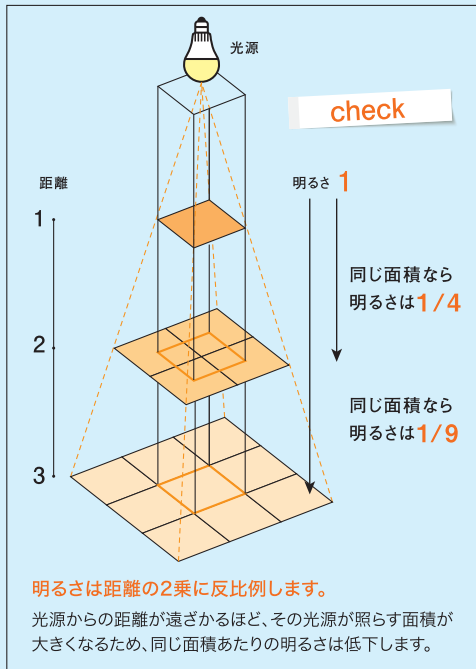 光源
check
距離
明るさ 1
1
同じ面積なら
明るさは1/4
2
同じ面積なら
明るさは1/9
3
明るさは距離の2乗に反比例します。
光源からの距離が遠ざかるほど、その光源が照らす面積が
大きくなるため、同じ面積あたりの明るさは低下します。